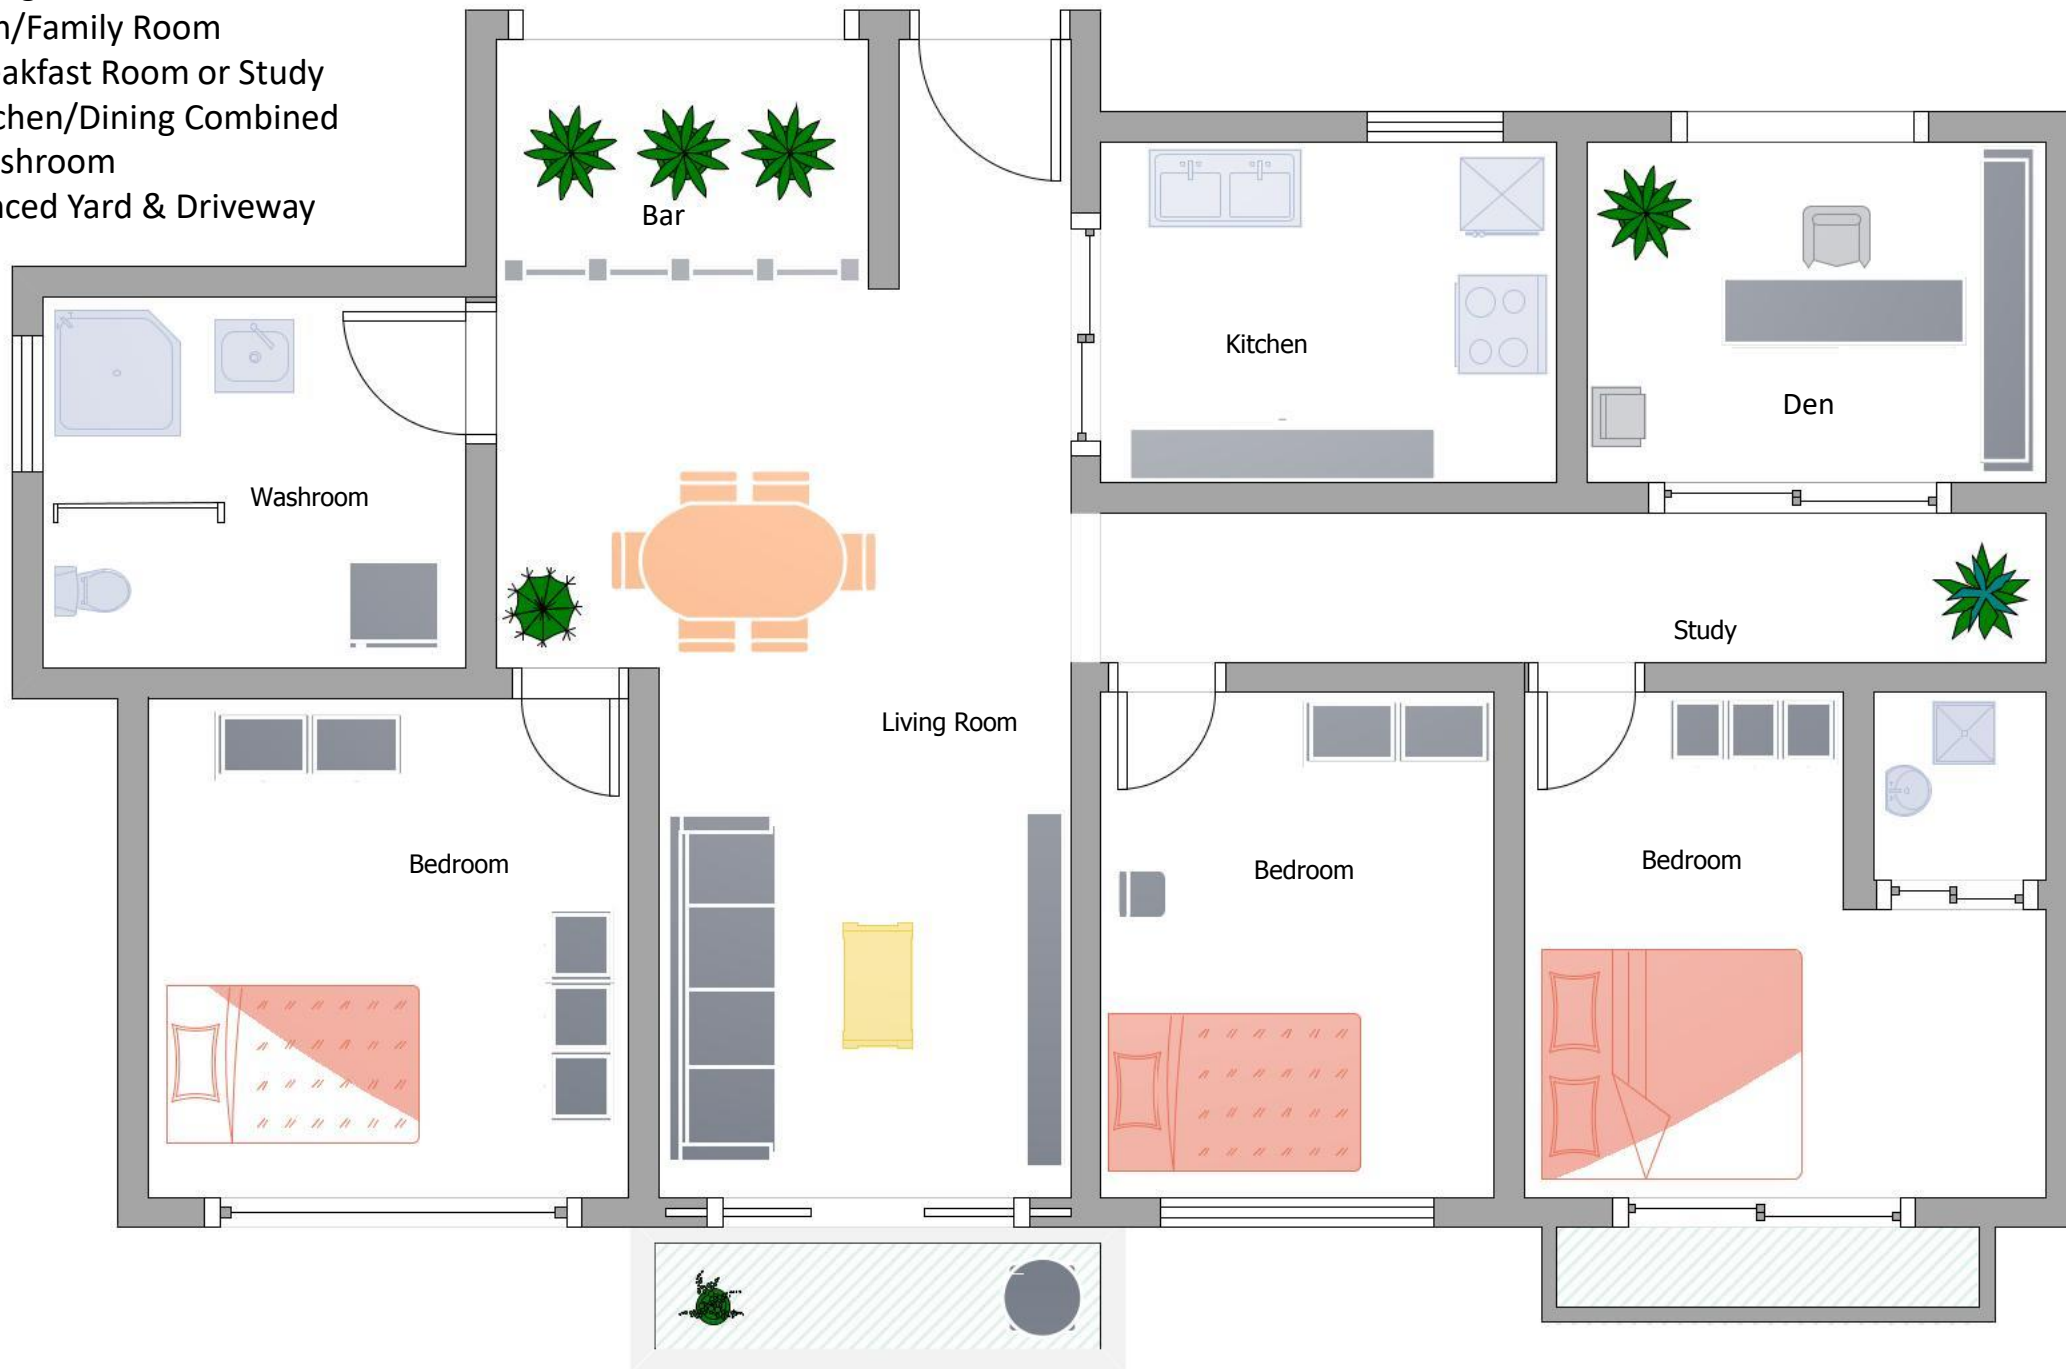 n/Family Room
akfast Room or Study
chen/Dining Combined
shroom
nced Yard & Driveway
Bar
Kitchen
Den
Washroom
Study
Living Room
Bedroom
Bedroom
Bedroom